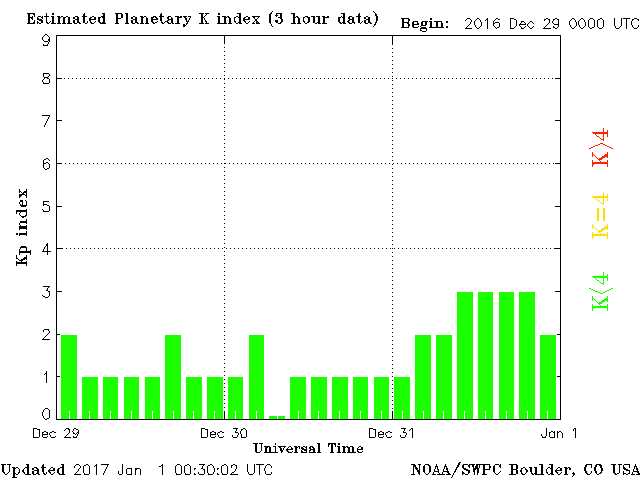 Estimated Planetary K index (3 hour data)
Begin: 2016 Dec 29 0000 UTC
9
8
7
6
5
4
3
2
1
0
Kp index
K>4
K=4
K<4
Dec 29
Dec 30
Dec 31
Jan 1
Universal Time
Updated 2017 Jan 1 00:30:02 UTC
NOAA/SWPC Boulder, CO USA